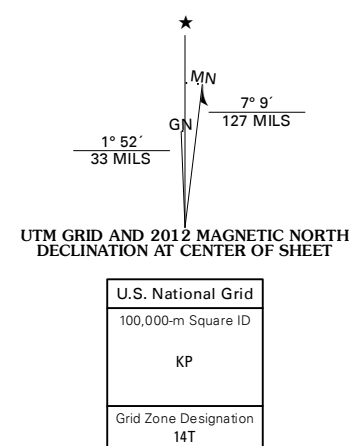 ★
MN
7° 9´
127 MILS
GN
1° 52´
33 MILS
UTM GRID AND 2012 MAGNETIC NORTH
DECLINATION AT CENTER OF SHEET
U.S. National Grid
100,000-m Square ID
KP
Grid Zone Designation
14T